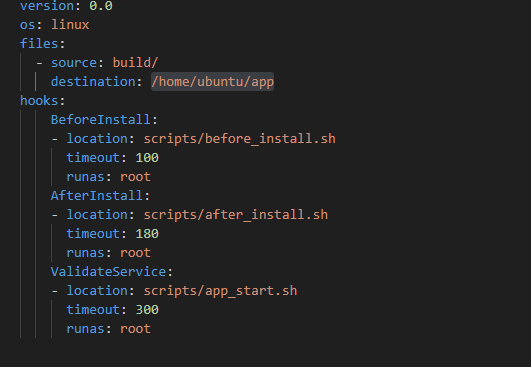 version: 0.0
os: linux
files:
- source: build/
destination: /home/ubuntu/app
hooks:
BeforeInstall:
- location: scripts/before_install.sh
timeout: 100
runas: root
AfterInstall:
- location: scripts/after_install.sh
timeout: 180
runas: root
ValidateService:
- location: scripts/app_start.sh
timeout: 300
runas: root